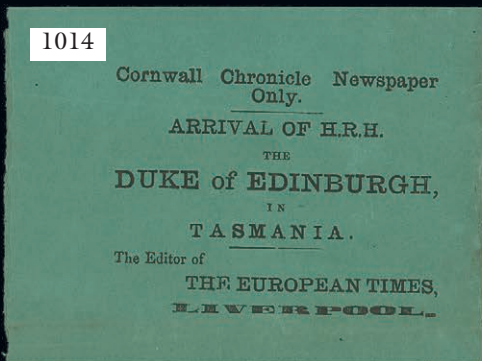 1014
Cornwall Chronicle Newspaper
Only.
ARRIVAL OF H.R.H.
THE
DUKE of EDINBURGH,
IN
TASMANIA.
The Editor of
THE EUROPEAN TIMES,
LIVERPOOL.